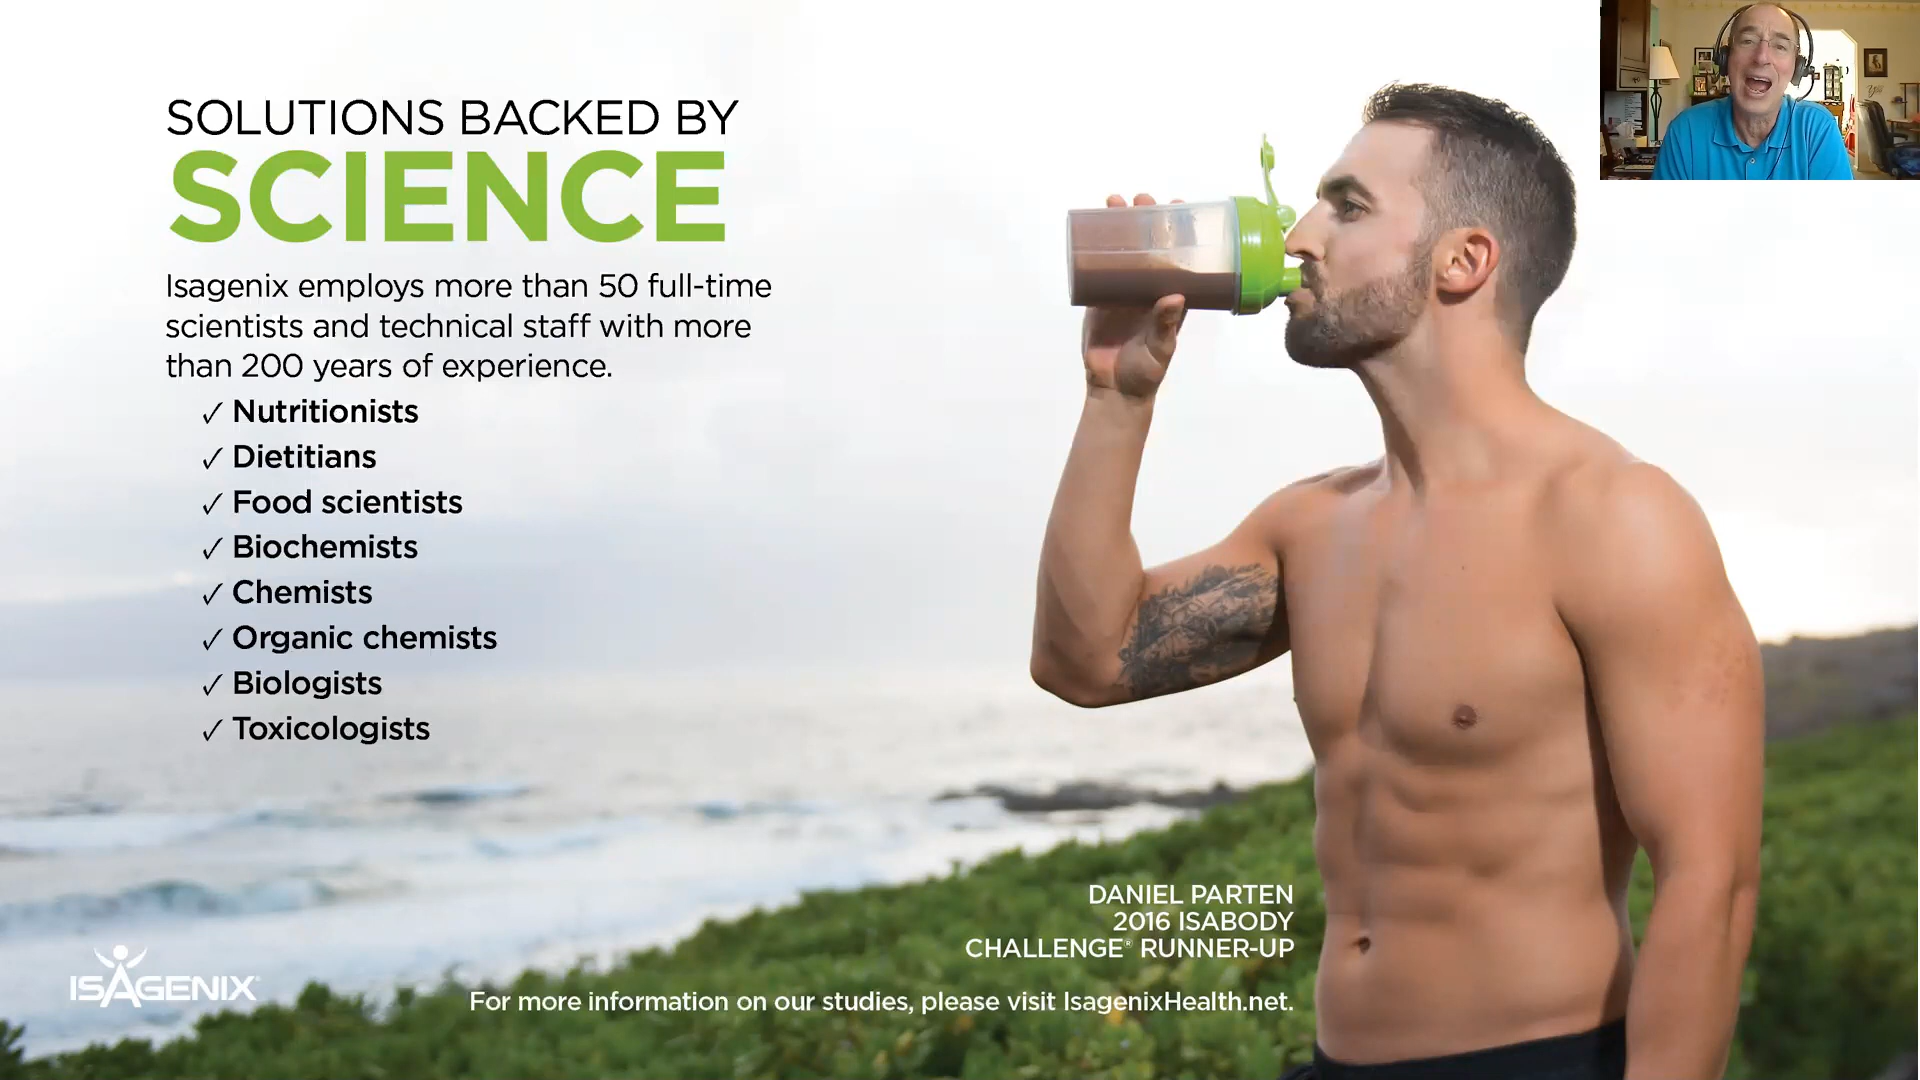 SOLUTIONS BACKED BY
SCIENCE
Isagenix employs more than 50 full-time
scientists and technical staff with more
than 200 years of experience.
✓ Nutritionists
✓ Dietitians
✓ Food scientists
✓ Biochemists
✓ Chemists
✓ Organic chemists
✓ Biologists
✓ Toxicologists
DANIEL PARTEN
2016 ISABODY
CHALLENGE® RUNNER-UP
ISAGENIX®
For more information on our studies, please visit IsagenixHealth.net.